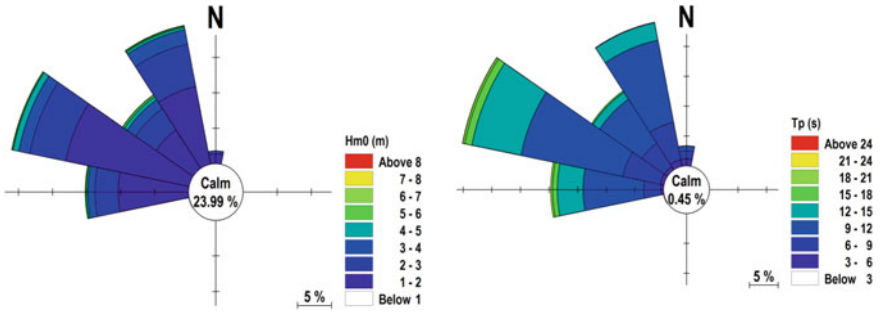 N
Calm
23.99 %
Hm0 (m)
Above 8
7 - 8
6 - 7
5 - 6
4 - 5
3 - 4
2 - 3
1 - 2
Below 1
5 %
N
Calm
0.45 %
Tp (s)
Above 24
21 - 24
18 - 21
15 - 18
12 - 15
9 - 12
6 - 9
3 - 6
Below 3
5 %